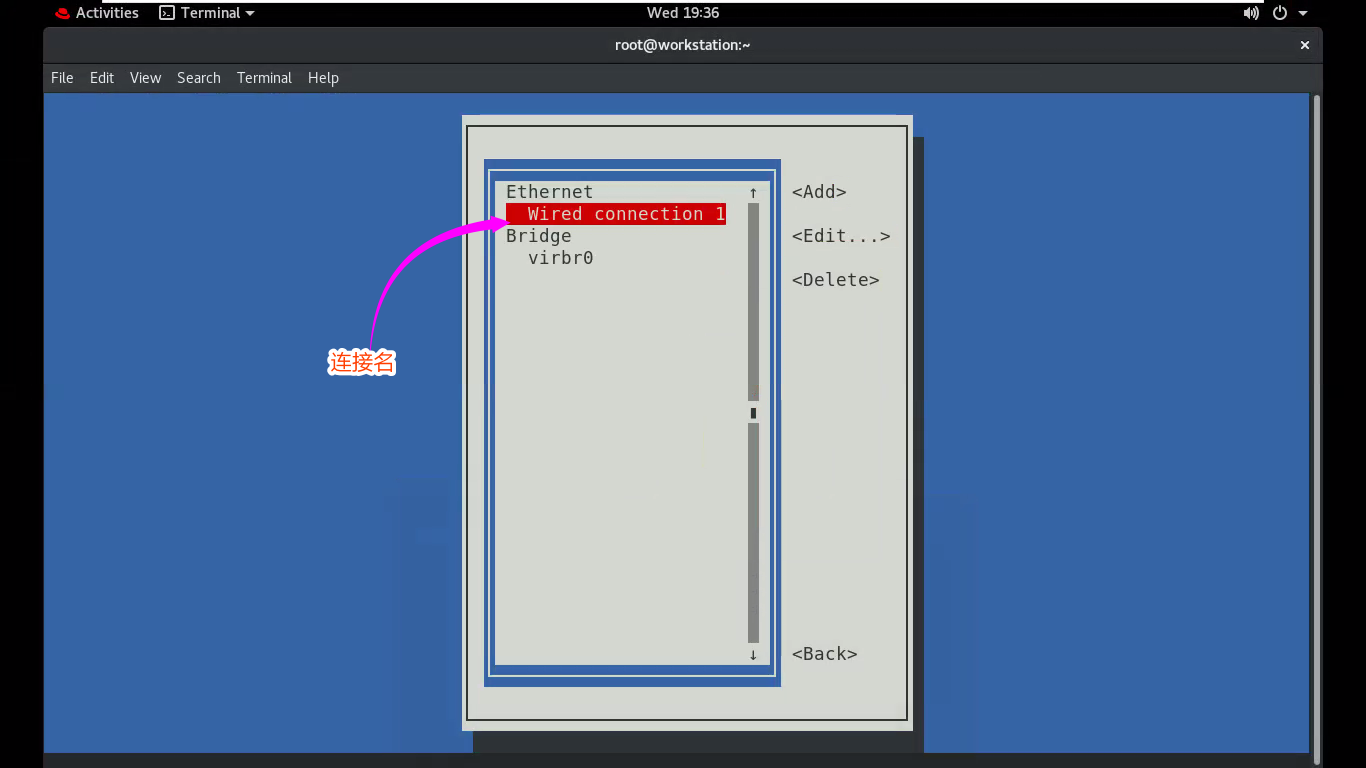 Activities Terminal Wed 19:36
root@workstation:~ ×
File Edit View Search Terminal Help
Ethernet ↑ <Add>
Wired connection 1
Bridge <Edit...>
virbr0
<Delete>
连接名
↓ <Back>